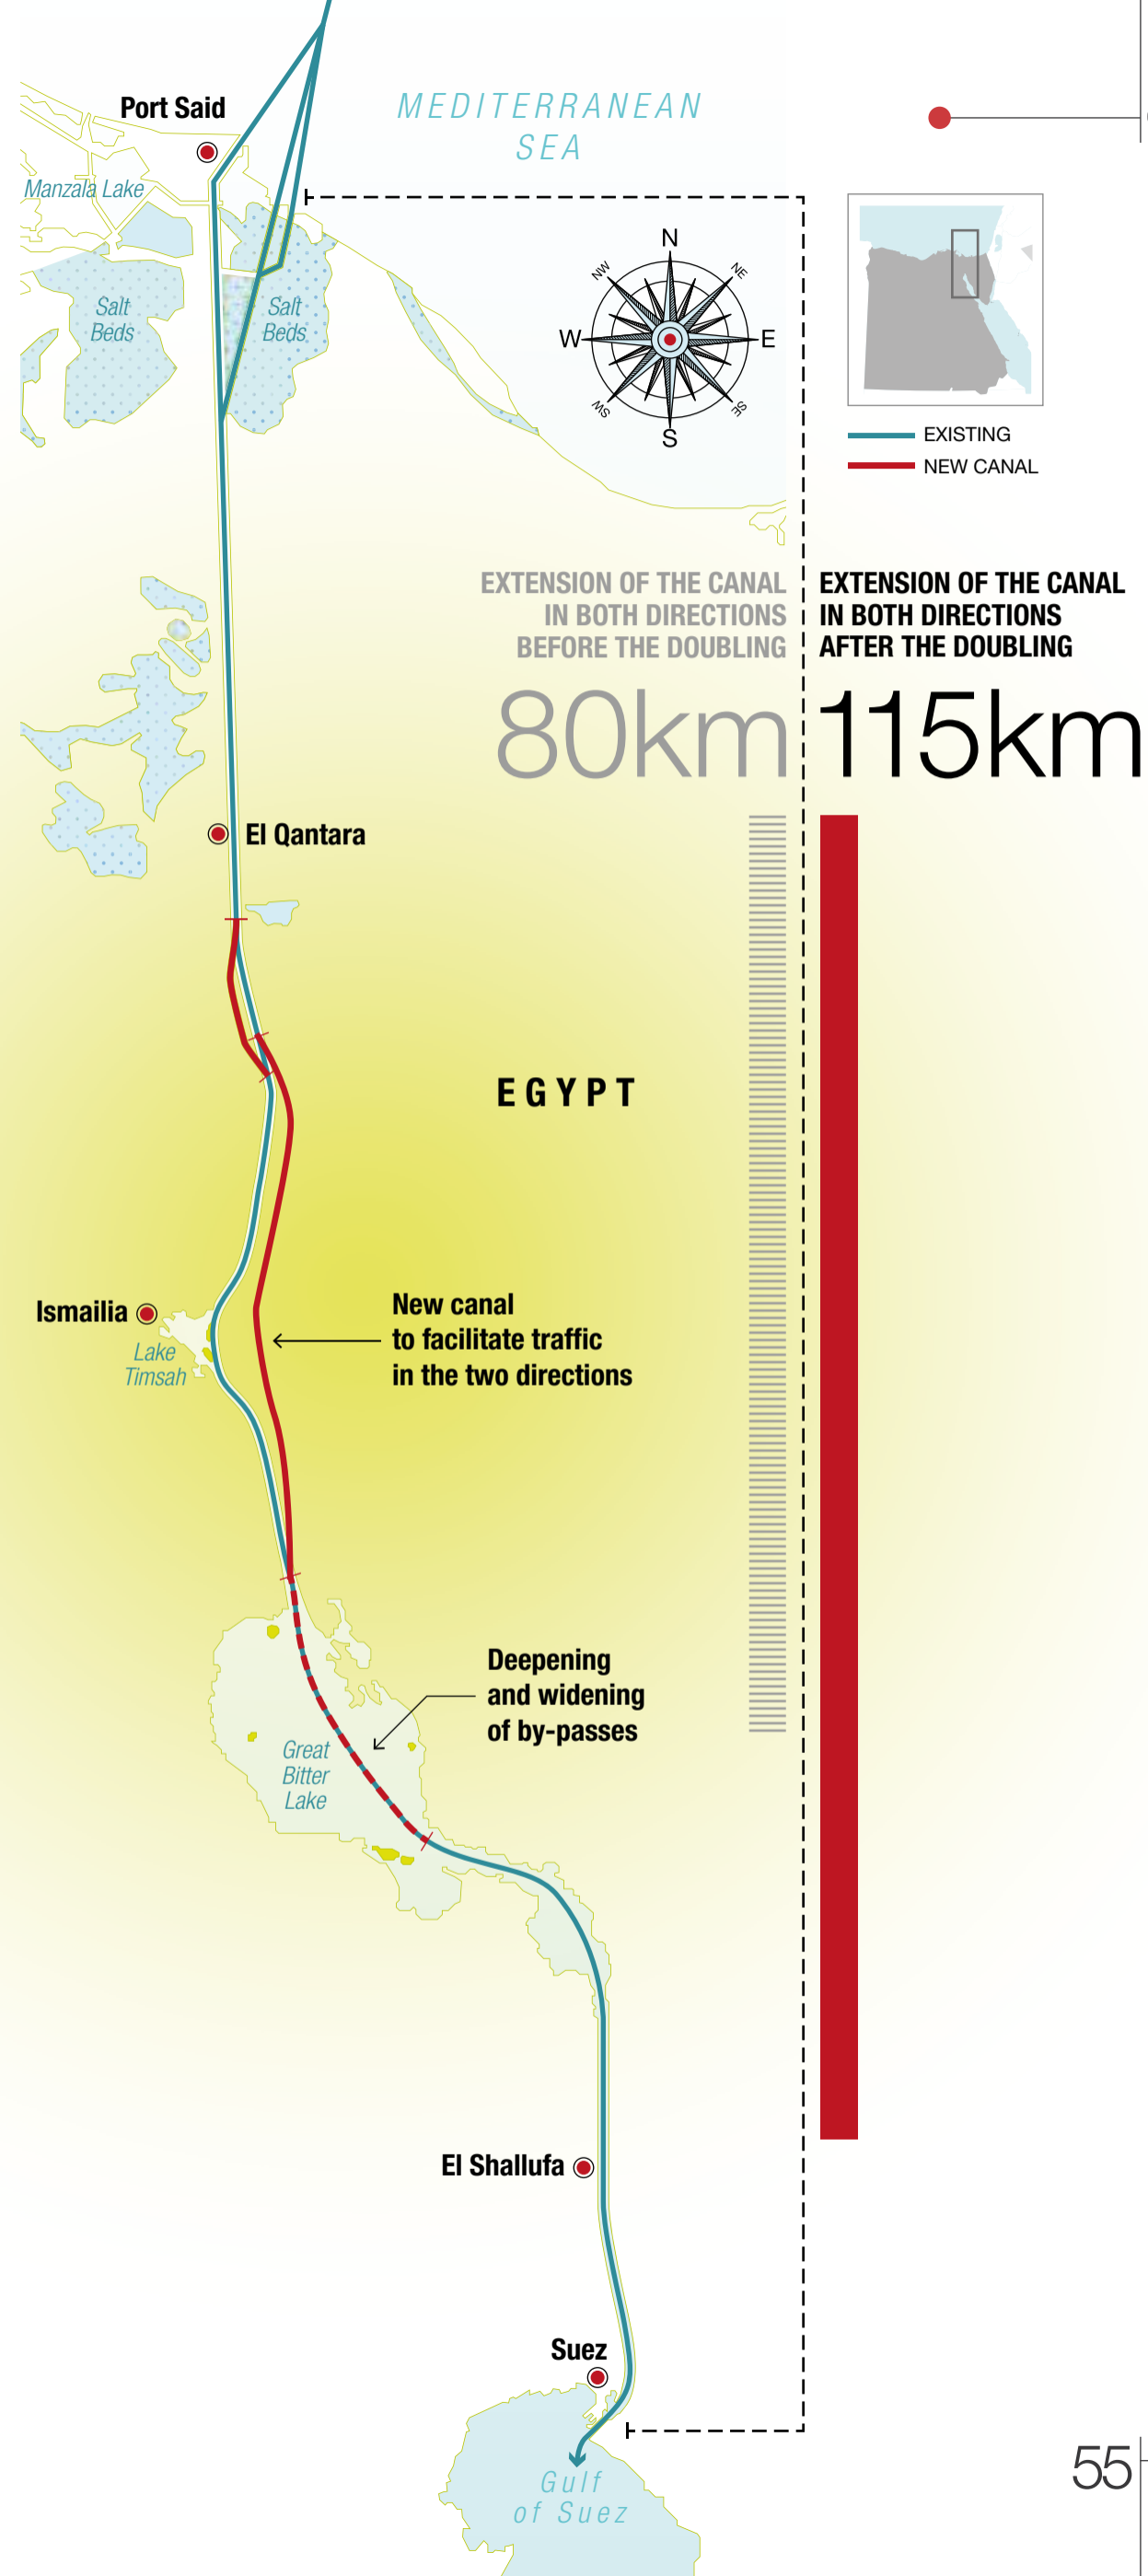 Port Said
MEDITERRANEAN
SEA
Manzala Lake
Salt
Beds
Salt
Beds
N
NW
NE
W
E
SW
SE
S
EXISTING
NEW CANAL
EXTENSION OF THE CANAL
IN BOTH DIRECTIONS
BEFORE THE DOUBLING
80km
EXTENSION OF THE CANAL
IN BOTH DIRECTIONS
AFTER THE DOUBLING
115km
El Qantara
EGYPT
Ismailia
Lake
Timsah
New canal
to facilitate traffic
in the two directions
Deepening
and widening
of by-passes
Great
Bitter
Lake
El Shallufa
Suez
Gulf
of Suez
55